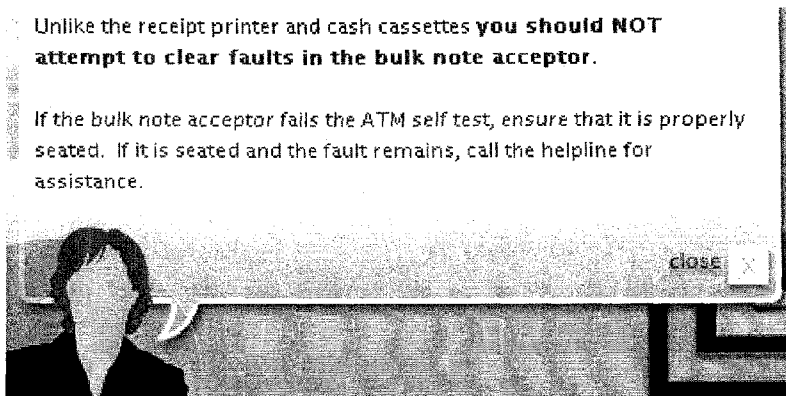 Unlike the receipt printer and cash cassettes you should NOT
attempt to clear faults in the bulk note acceptor.
If the bulk note acceptor fails the ATM self test, ensure that it is properly
seated. If it is seated and the fault remains, call the helpline for
assistance.
close X